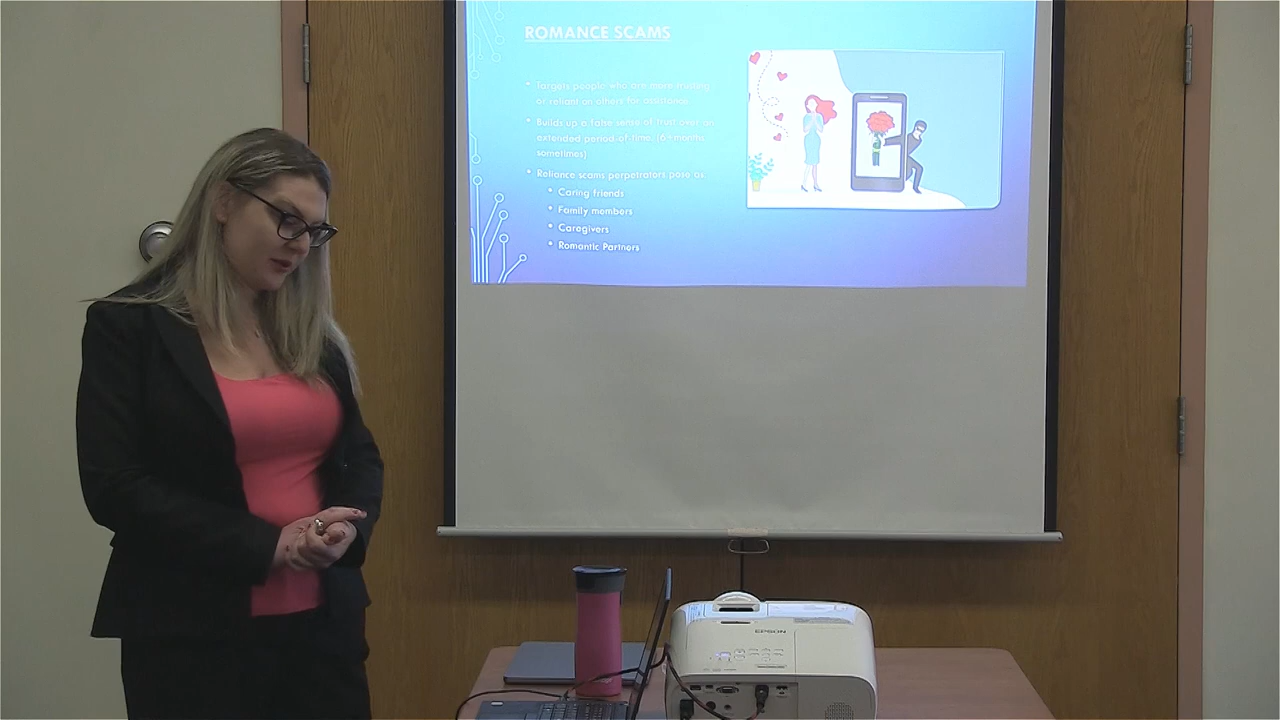 ROMANCE SCAMS
• Targets people who are more trusting
or reliant on others for assistance
• Builds up a false sense of trust over an
extended period of time. (6+ months
sometimes)
• Reliance scams perpetrators pose as:
• Caring friends
• Family members
• Caregivers
• Romantic Partners
EPSON